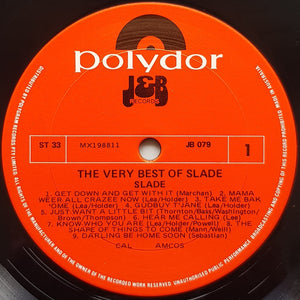 polydor
J&B
RECORDS
ST 33
MX198811
JB 079
1
THE VERY BEST OF SLADE
SLADE
1. GET DOWN AND GET WITH IT (Marchan) 2. MAMA
WEER ALL CRAZEE NOW (Lea/Holder) 3. TAKE ME BAK
'OME (Lea/Holder) 4. GUDBUY T'JANE (Lea/Holder)
5. JUST WANT A LITTLE BIT (Thornton/Bass/Washington/
Brown/Thompson) 6. HEAR ME CALLING (Lee)
7. KNOW WHO YOU ARE (Lea/Holder/Powell) 8. THE
SHAPE OF THINGS TO COME (Mann/Weill)
9. DARLING BE HOME SOON (Sebastian)
CAL AMCOS